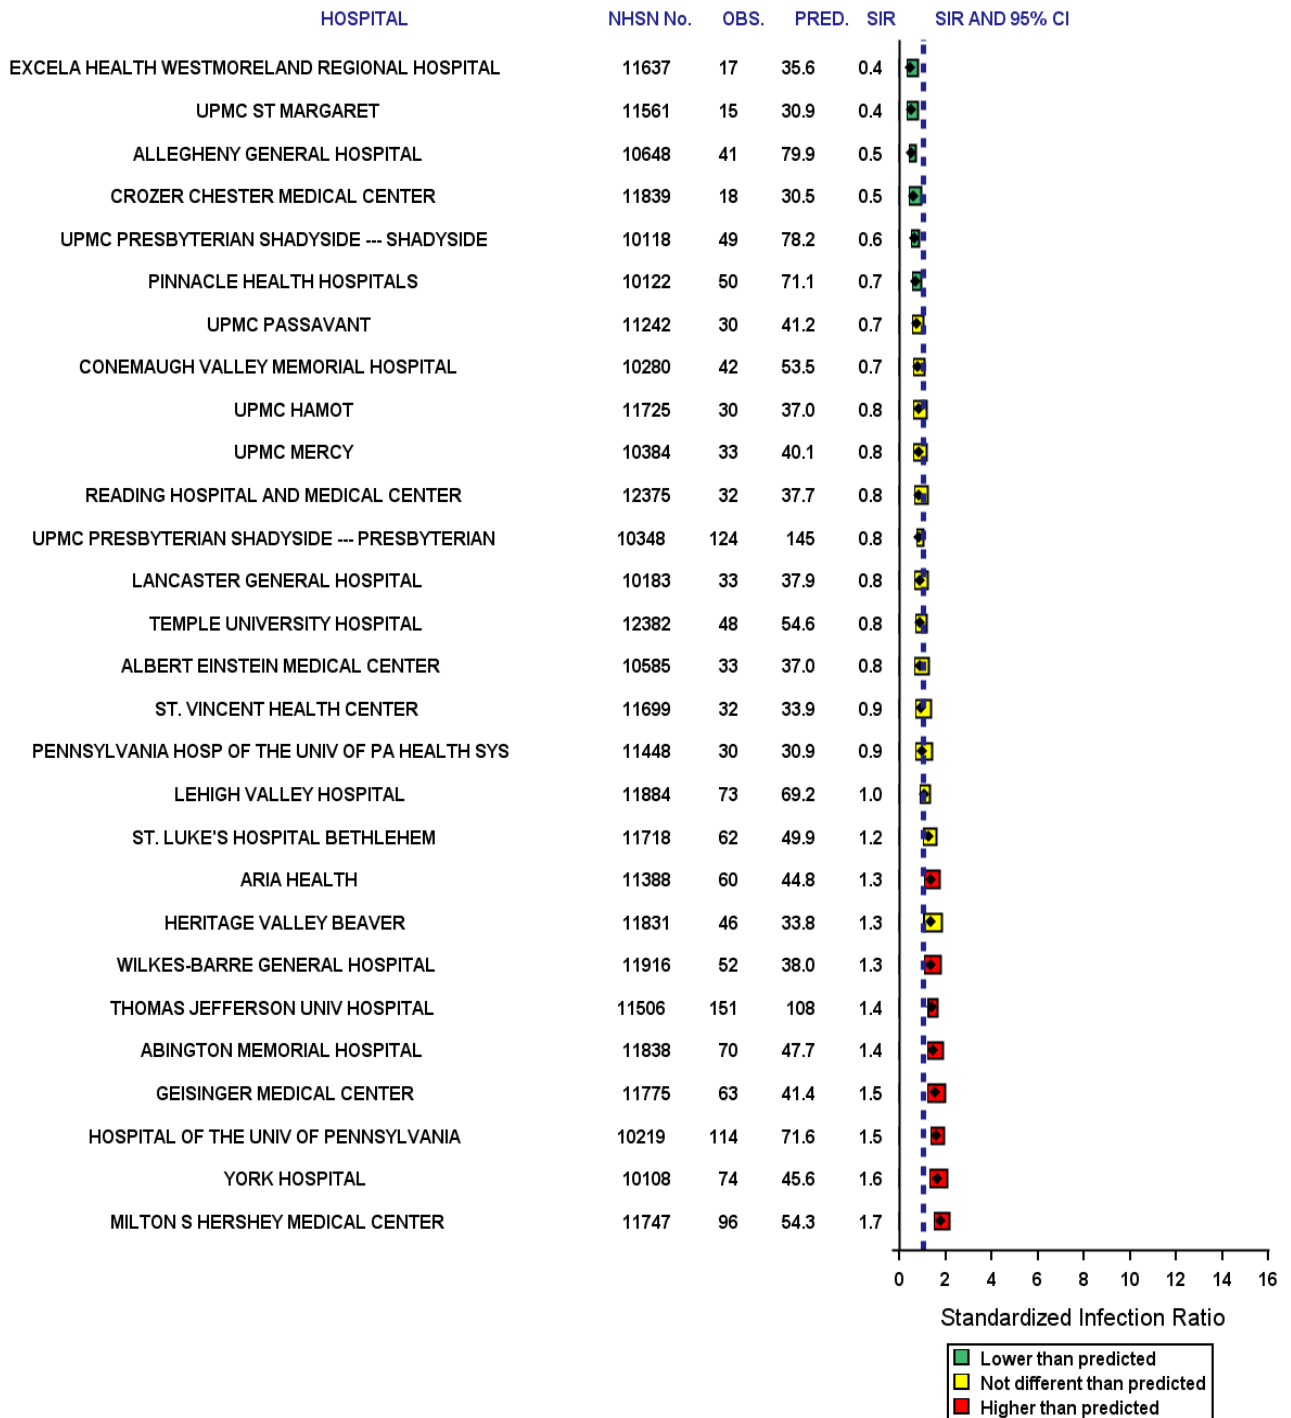 HOSPITAL NHSN No. OBS. PRED. SIR SIR AND 95% CI
EXCELA HEALTH WESTMORELAND REGIONAL HOSPITAL 11637 17 35.6 0.4
UPMC ST MARGARET 11561 15 30.9 0.4
ALLEGHENY GENERAL HOSPITAL 10648 41 79.9 0.5
CROZER CHESTER MEDICAL CENTER 11839 18 30.5 0.5
UPMC PRESBYTERIAN SHADYSIDE --- SHADYSIDE 10118 49 78.2 0.6
PINNACLE HEALTH HOSPITALS 10122 50 71.1 0.7
UPMC PASSAVANT 11242 30 41.2 0.7
CONEMAUGH VALLEY MEMORIAL HOSPITAL 10280 42 53.5 0.7
UPMC HAMOT 11725 30 37.0 0.8
UPMC MERCY 10384 33 40.1 0.8
READING HOSPITAL AND MEDICAL CENTER 12375 32 37.7 0.8
UPMC PRESBYTERIAN SHADYSIDE --- PRESBYTERIAN 10348 124 145 0.8
LANCASTER GENERAL HOSPITAL 10183 33 37.9 0.8
TEMPLE UNIVERSITY HOSPITAL 12382 48 54.6 0.8
ALBERT EINSTEIN MEDICAL CENTER 10585 33 37.0 0.8
ST. VINCENT HEALTH CENTER 11699 32 33.9 0.9
PENNSYLVANIA HOSP OF THE UNIV OF PA HEALTH SYS 11448 30 30.9 0.9
LEHIGH VALLEY HOSPITAL 11884 73 69.2 1.0
ST. LUKE'S HOSPITAL BETHLEHEM 11718 62 49.9 1.2
ARIA HEALTH 11388 60 44.8 1.3
HERITAGE VALLEY BEAVER 11831 46 33.8 1.3
WILKES-BARRE GENERAL HOSPITAL 11916 52 38.0 1.3
THOMAS JEFFERSON UNIV HOSPITAL 11506 151 108 1.4
ABINGTON MEMORIAL HOSPITAL 11838 70 47.7 1.4
GEISINGER MEDICAL CENTER 11775 63 41.4 1.5
HOSPITAL OF THE UNIV OF PENNSYLVANIA 10219 114 71.6 1.5
YORK HOSPITAL 10108 74 45.6 1.6
MILTON S HERSHEY MEDICAL CENTER 11747 96 54.3 1.7
0 2 4 6 8 10 12 14 16
Standardized Infection Ratio
Lower than predicted
Not different than predicted
Higher than predicted